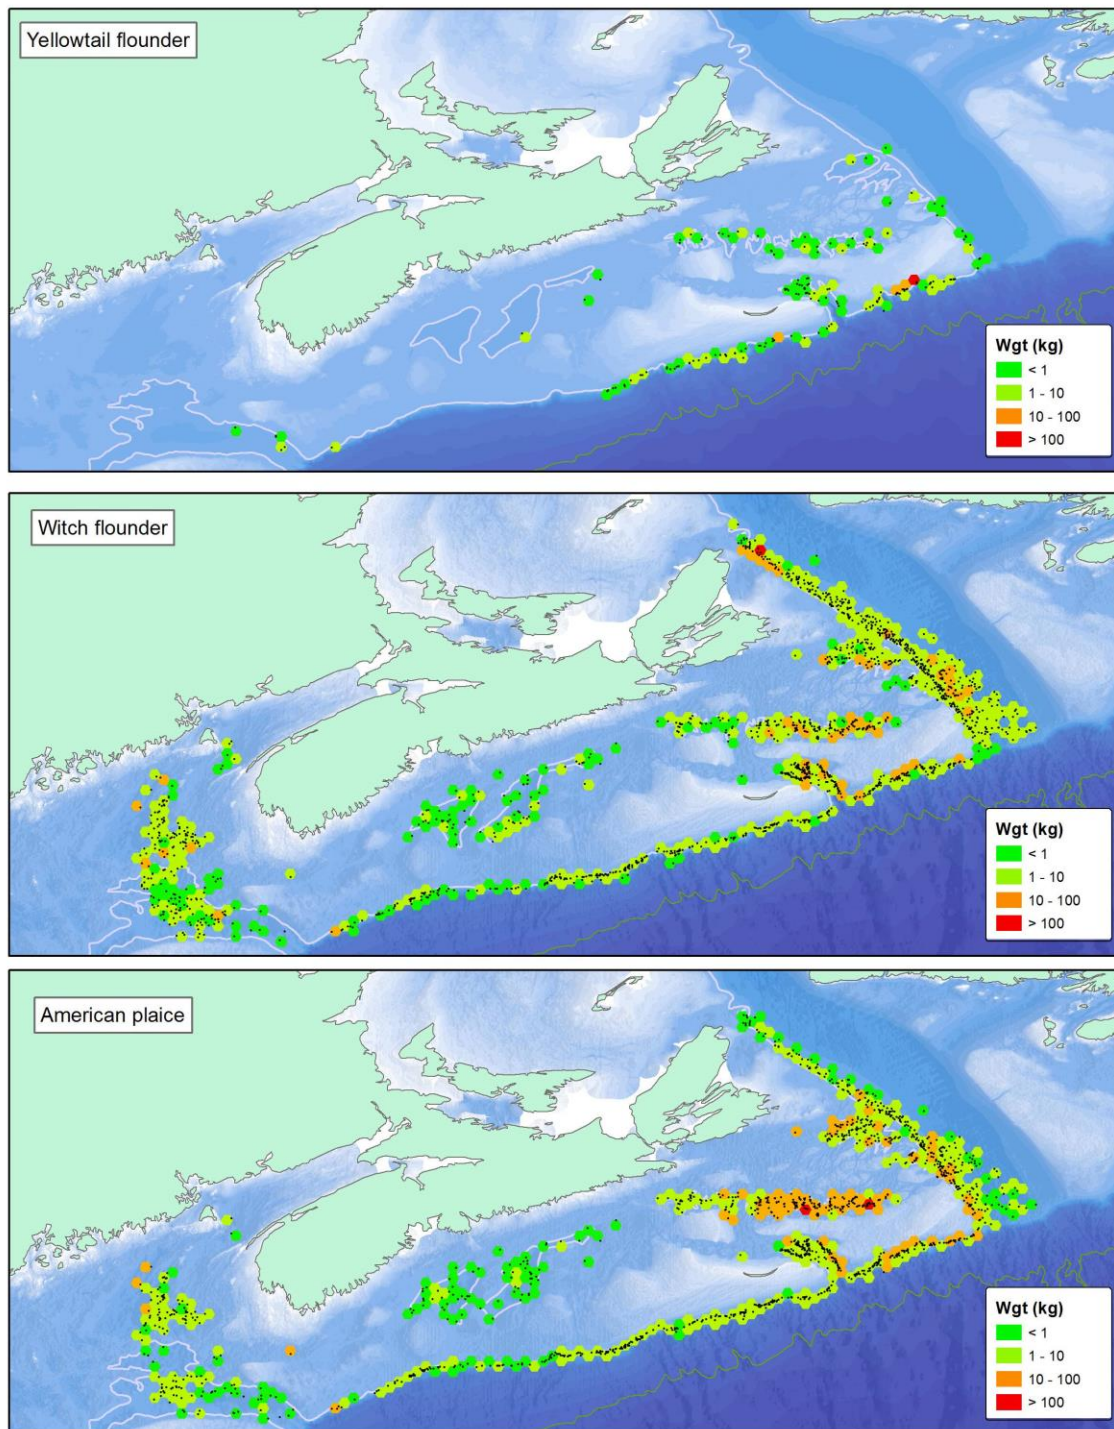 Yellowtail flounder
Wgt (kg)
< 1
1 - 10
10 - 100
> 100
Witch flounder
Wgt (kg)
< 1
1 - 10
10 - 100
> 100
American plaice
Wgt (kg)
< 1
1 - 10
10 - 100
> 100